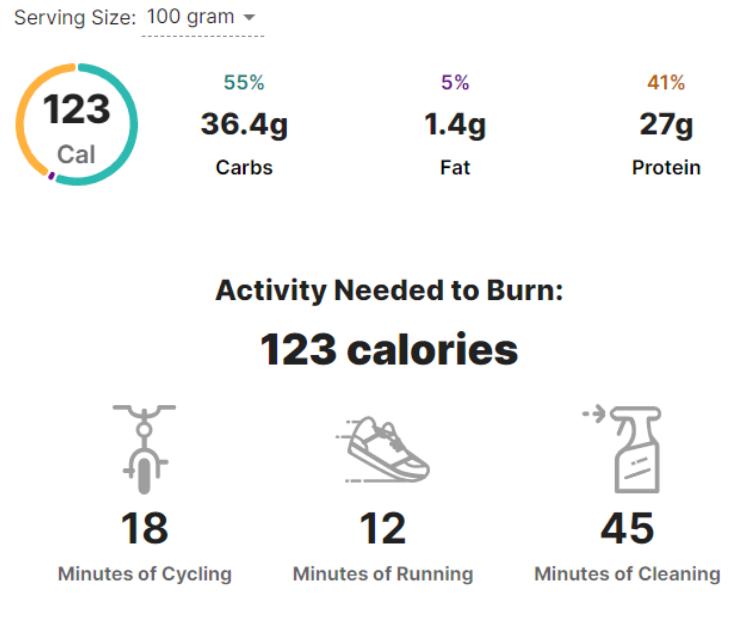 Serving Size: 100 gram
123
Cal
55%
36.4g
Carbs
5%
1.4g
Fat
41%
27g
Protein
Activity Needed to Burn:
123 calories
18
Minutes of Cycling
12
Minutes of Running
45
Minutes of Cleaning